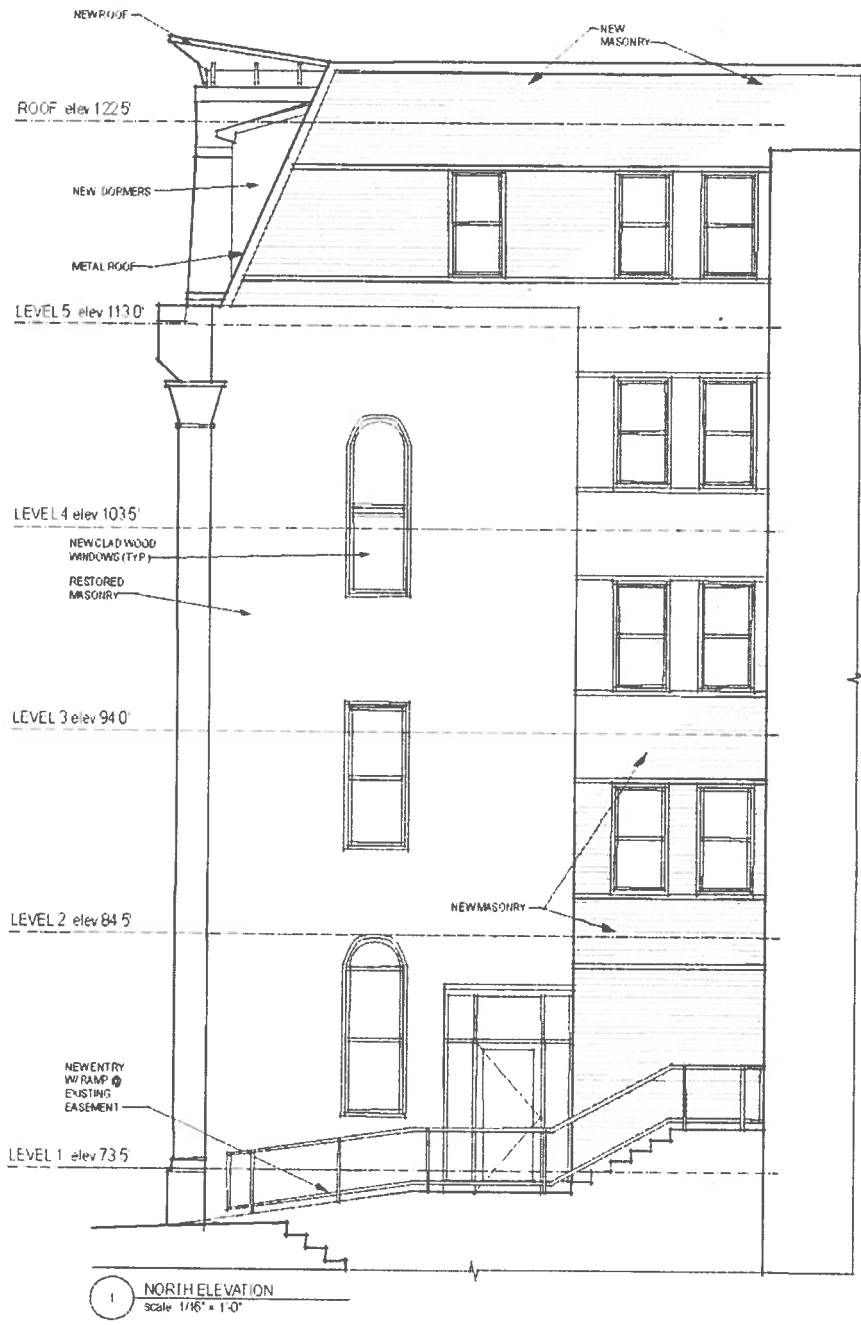 NEW ROOF
NEW
MASONRY
ROOF elev 122.5'
NEW DORMERS
METAL ROOF
LEVEL 5 elev 113.0'
LEVEL 4 elev 103.5'
NEW CLAD WOOD
WINDOWS (TYP)
RESTORED
MASONRY
LEVEL 3 elev 94.0'
NEW MASONRY
LEVEL 2 elev 84.5'
NEW ENTRY
W/ RAMP @
EXISTING
EASEMENT
LEVEL 1 elev 73.5'
1
NORTH ELEVATION
scale 1/16" = 1'-0"